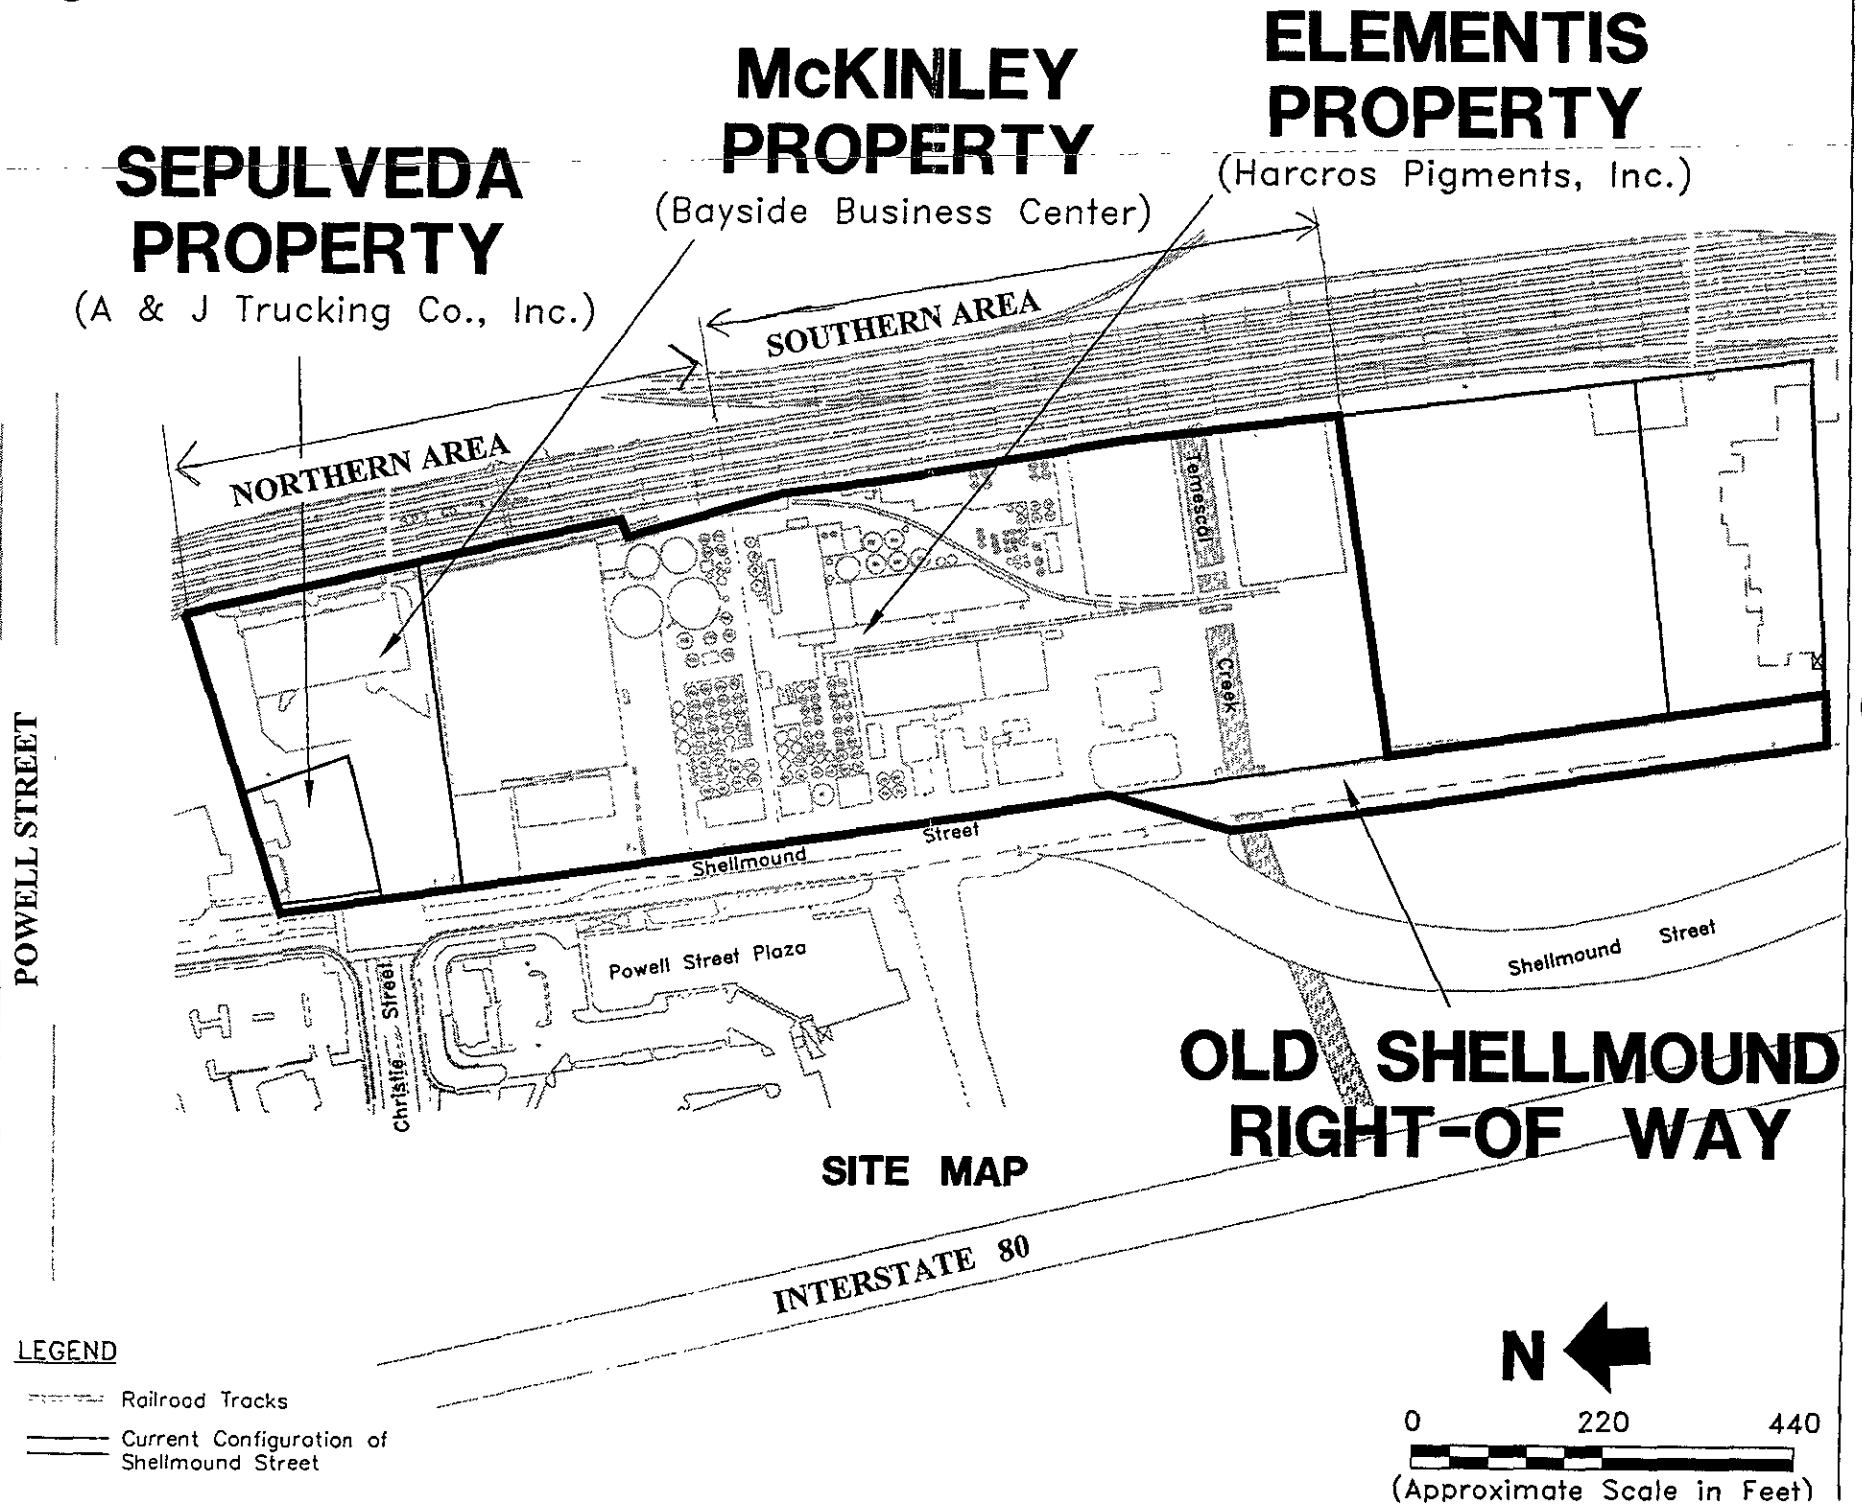 ELEMENTIS
PROPERTY
(Harcros Pigments, Inc.)
McKINLEY
PROPERTY
(Bayside Business Center)
SEPULVEDA
PROPERTY
(A & J Trucking Co., Inc.)
SOUTHERN AREA
NORTHERN AREA
Temescal
Creek
POWELL STREET
Shellmound
Street
Powell Street Plaza
Christie Street
Shellmound Street
OLD SHELLMOUND
RIGHT-OF WAY
SITE MAP
INTERSTATE 80
LEGEND
Railroad Tracks
Current Configuration of
Shellmound Street
N
0 220 440
(Approximate Scale in Feet)